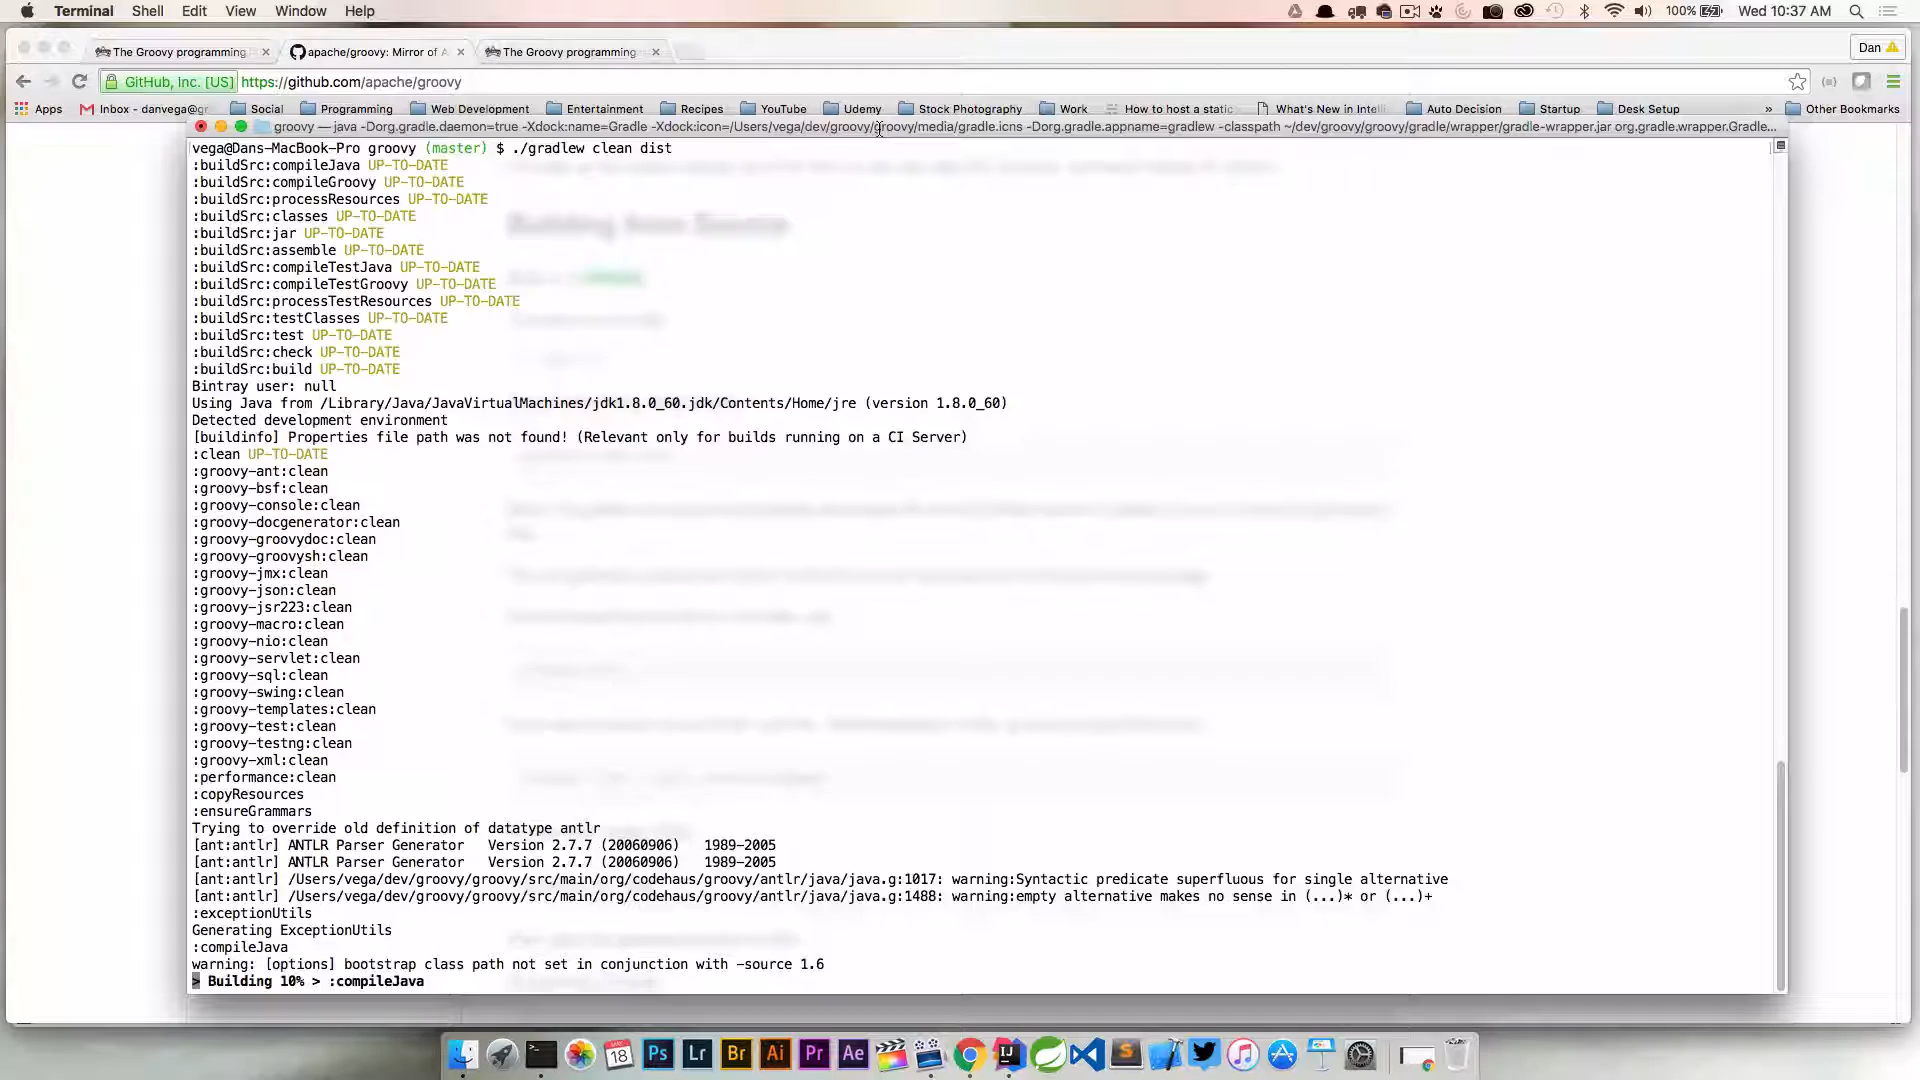 Terminal Shell Edit View Window Help 100% Wed 10:37 AM
The Groovy programming × apache/groovy: Mirror of A × The Groovy programming × Dan
GitHub, Inc. [US] https://github.com/apache/groovy
Apps Inbox - danvega@gr Social Programming Web Development Entertainment Recipes YouTube Udemy Stock Photography Work How to host a static What's New in Intelli Auto Decision Startup Desk Setup » Other Bookmarks
groovy — java -Dorg.gradle.daemon=true -Xdock:name=Gradle -Xdock:icon=/Users/vega/dev/groovy/groovy/media/gradle.icns -Dorg.gradle.appname=gradlew -classpath ~/dev/groovy/groovy/gradle/wrapper/gradle-wrapper.jar org.gradle.wrapper.Gradle...
vega@Dans-MacBook-Pro groovy (master) $ ./gradlew clean dist
:buildSrc:compileJava UP-TO-DATE
:buildSrc:compileGroovy UP-TO-DATE
:buildSrc:processResources UP-TO-DATE
:buildSrc:classes UP-TO-DATE
:buildSrc:jar UP-TO-DATE
:buildSrc:assemble UP-TO-DATE
:buildSrc:compileTestJava UP-TO-DATE
:buildSrc:compileTestGroovy UP-TO-DATE
:buildSrc:processTestResources UP-TO-DATE
:buildSrc:testClasses UP-TO-DATE
:buildSrc:test UP-TO-DATE
:buildSrc:check UP-TO-DATE
:buildSrc:build UP-TO-DATE
Bintray user: null
Using Java from /Library/Java/JavaVirtualMachines/jdk1.8.0_60.jdk/Contents/Home/jre (version 1.8.0_60)
Detected development environment
[buildinfo] Properties file path was not found! (Relevant only for builds running on a CI Server)
:clean UP-TO-DATE
:groovy-ant:clean
:groovy-bsf:clean
:groovy-console:clean
:groovy-docgenerator:clean
:groovy-groovydoc:clean
:groovy-groovysh:clean
:groovy-jmx:clean
:groovy-json:clean
:groovy-jsr223:clean
:groovy-macro:clean
:groovy-nio:clean
:groovy-servlet:clean
:groovy-sql:clean
:groovy-swing:clean
:groovy-templates:clean
:groovy-test:clean
:groovy-testng:clean
:groovy-xml:clean
:performance:clean
:copyResources
:ensureGrammars
Trying to override old definition of datatype antlr
[ant:antlr] ANTLR Parser Generator Version 2.7.7 (20060906) 1989-2005
[ant:antlr] ANTLR Parser Generator Version 2.7.7 (20060906) 1989-2005
[ant:antlr] /Users/vega/dev/groovy/groovy/src/main/org/codehaus/groovy/antlr/java/java.g:1017: warning:Syntactic predicate superfluous for single alternative
[ant:antlr] /Users/vega/dev/groovy/groovy/src/main/org/codehaus/groovy/antlr/java/java.g:1488: warning:empty alternative makes no sense in (...)* or (...)+
:exceptionUtils
Generating ExceptionUtils
:compileJava
warning: [options] bootstrap class path not set in conjunction with -source 1.6
> Building 10% > :compileJava
18 Ps Lr Br Ai Pr Ae IJ S